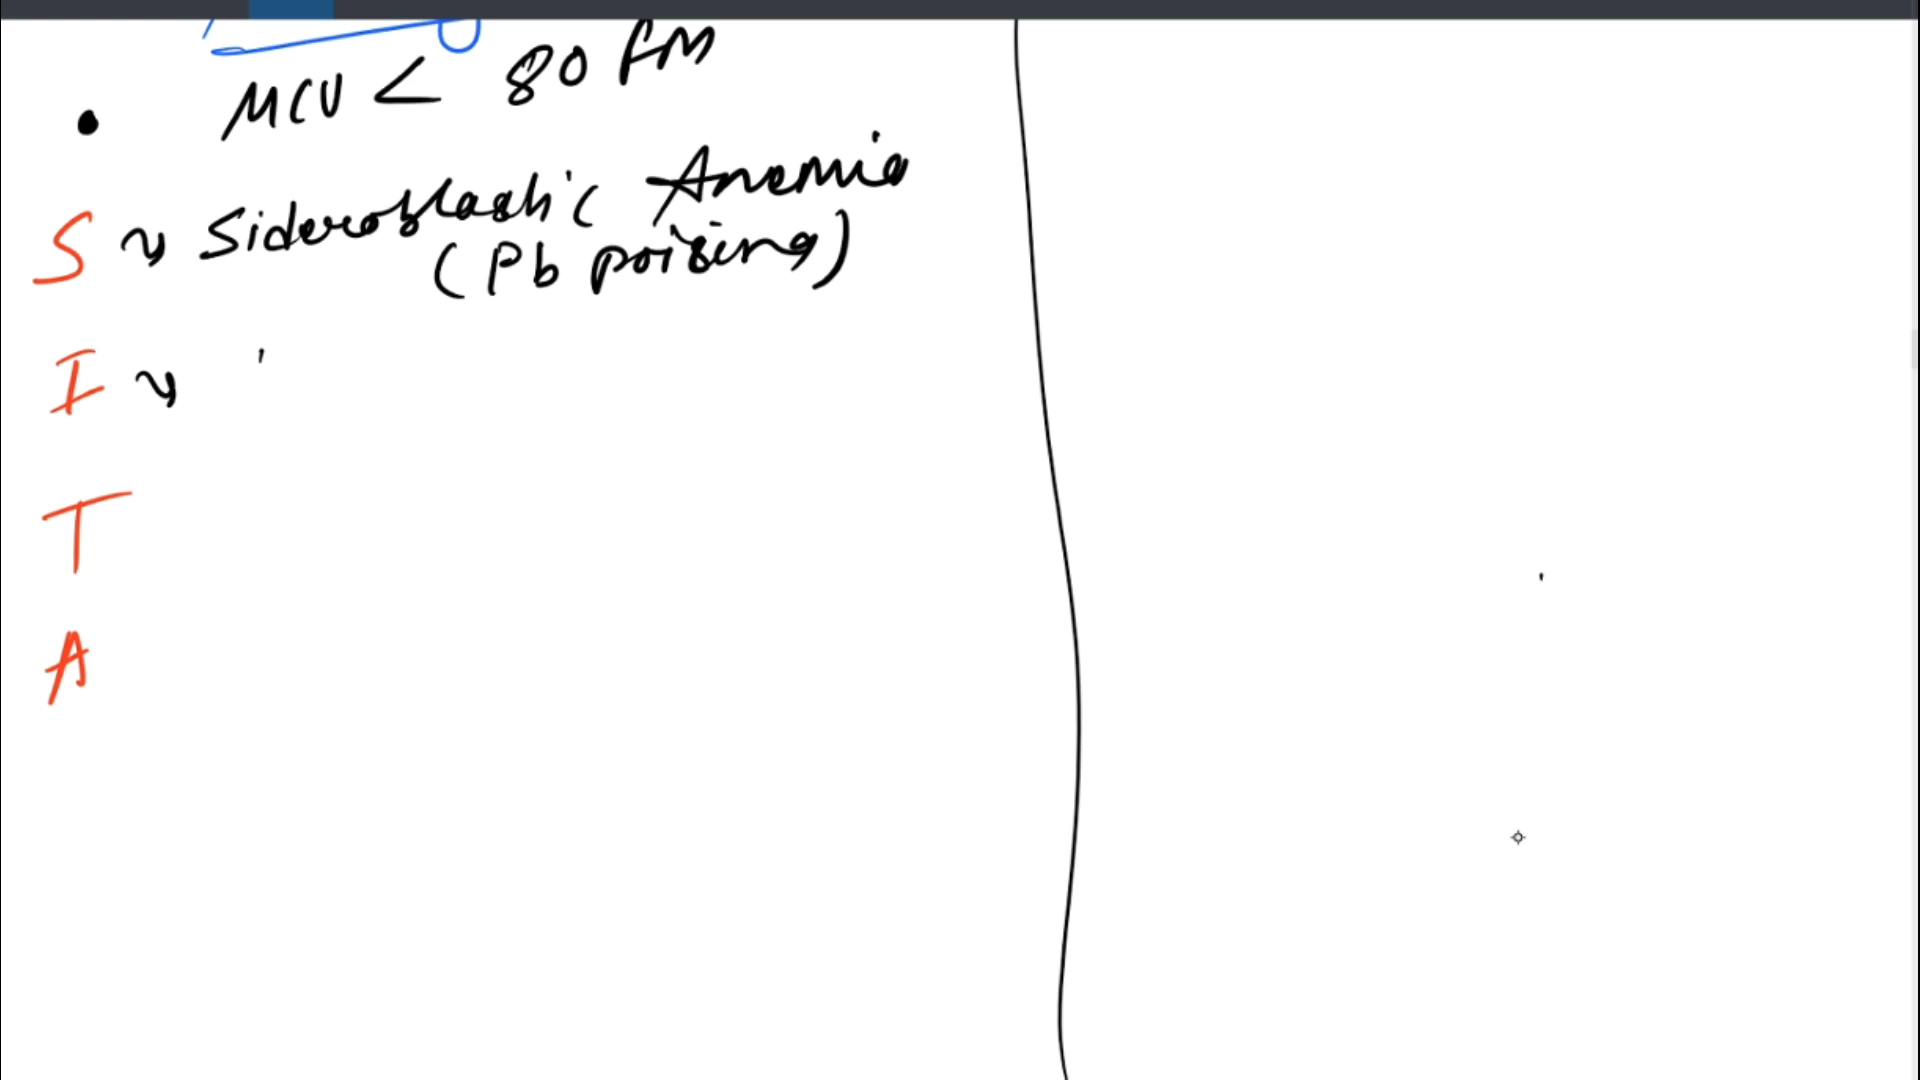 • MCV < 80 fm
S ~ Sideroblastic Anemia
(Pb poising)
I ~
T
A